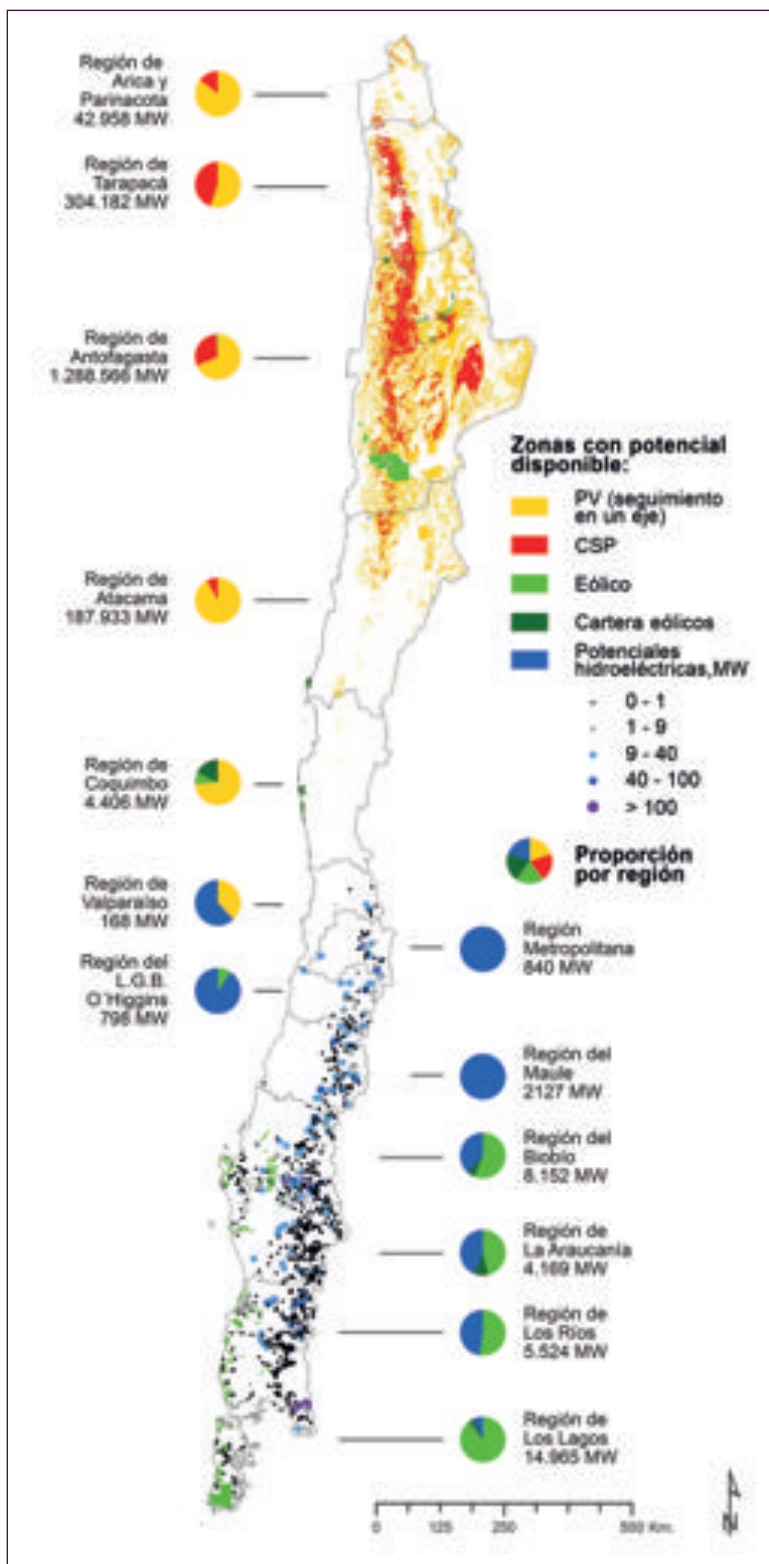 Región de
Arica y
Parinacota
42.958 MW
Región de
Tarapacá
304.182 MW
Región de
Antofagasta
1.288.566 MW
Región de
Atacama
187.933 MW
Región de
Coquimbo
4.406 MW
Región de
Valparaíso
168 MW
Región del
L.G.B.
O'Higgins
798 MW
Zonas con potencial
disponible:
PV (seguimiento
en un eje)
CSP
Eólico
Cartera eólicos
Potenciales
hidroeléctricas,MW
0 - 1
1 - 9
9 - 40
40 - 100
> 100
Proporción
por región
Región
Metropolitana
840 MW
Región del
Maule
2127 MW
Región del
Biobío
8.152 MW
Región de
La Araucanía
4.169 MW
Región de
Los Ríos
5.524 MW
Región de
Los Lagos
14.965 MW
0 125 250 500 Km.
N